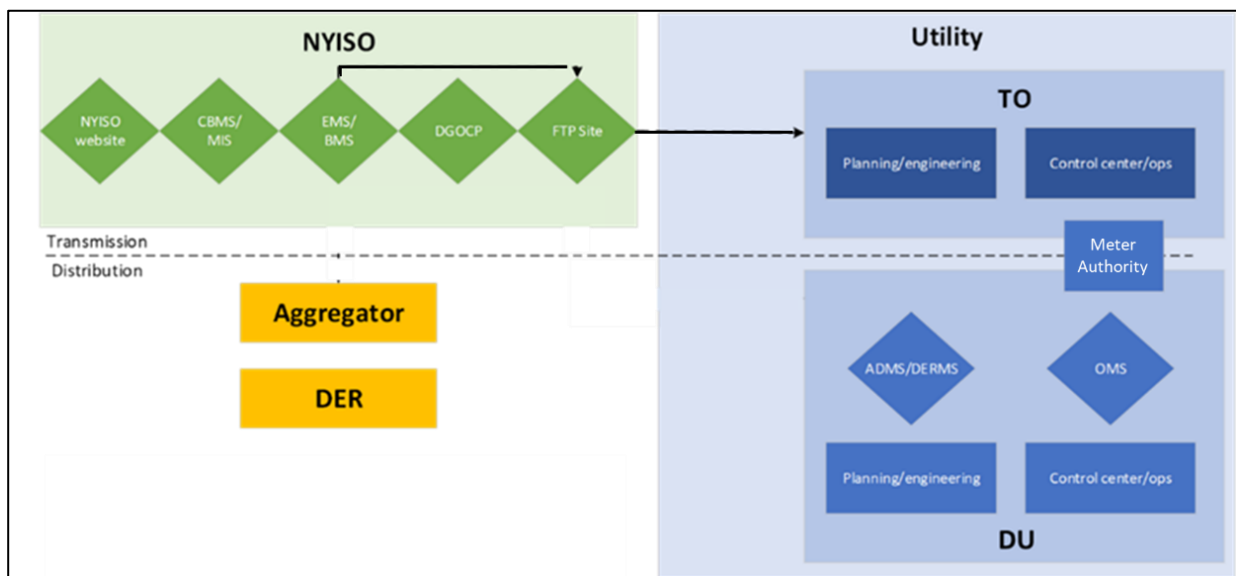 NYISO
NYISO
website
CBMS/
MIS
EMS/
BMS
DGOCP
FTP Site
Utility
TO
Planning/engineering
Control center/ops
Transmission
Distribution
Meter
Authority
Aggregator
DER
ADMS/DERMS
OMS
Planning/engineering
Control center/ops
DU